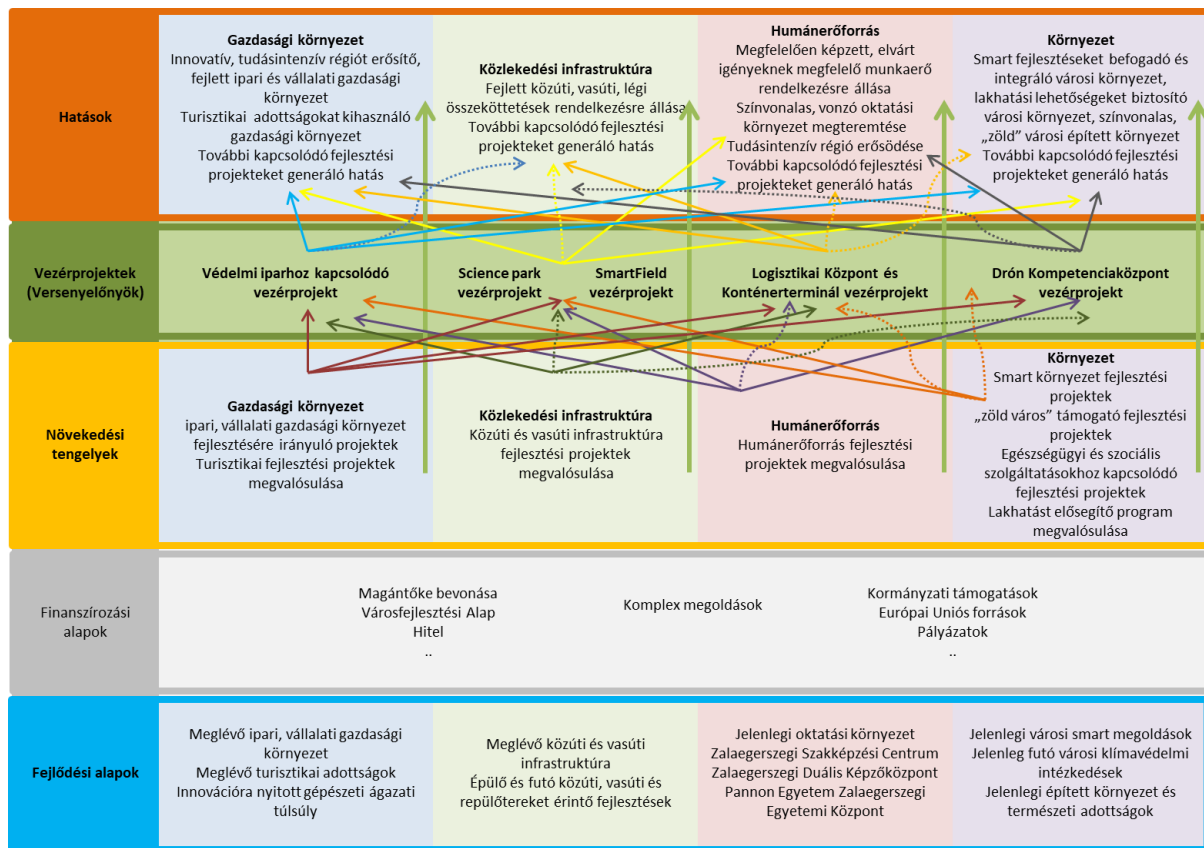 Hatások
Gazdasági környezet
Innovatív, tudásintenzív régiót erősítő,
fejlett ipari és vállalati gazdasági
környezet
Turisztikai adottságokat kihasználó
gazdasági környezet
További kapcsolódó fejlesztési
projekteket generáló hatás
Közlekedési infrastruktúra
Fejlett közúti, vasúti, légi
összeköttetések rendelkezésre állása
További kapcsolódó fejlesztési
projekteket generáló hatás
Humánerőforrás
Megfelelően képzett, elvárt
igényeknek megfelelő munkaerő
rendelkezésre állása
Színvonalas, vonzó oktatási
környezet megteremtése
Tudásintenzív régió erősödése
További kapcsolódó fejlesztési
projekteket generáló hatás
Környezet
Smart fejlesztéseket befogadó és
integráló városi környezet,
lakhatási lehetőségeket biztosító
városi környezet, színvonalas,
„zöld” városi épített környezet
További kapcsolódó fejlesztési
projekteket generáló hatás
Vezérprojektek
(Versenyelőnyök)
Védelmi iparhoz kapcsolódó
vezérprojekt
Science park
vezérprojekt
SmartField
vezérprojekt
Logisztikai Központ és
Konténerterminál vezérprojekt
Drón Kompetenciaközpont
vezérprojekt
Növekedési
tengelyek
Gazdasági környezet
ipari, vállalati gazdasági környezet
fejlesztésére irányuló projektek
Turisztikai fejlesztési projektek
megvalósulása
Közlekedési infrastruktúra
Közúti és vasúti infrastruktúra
fejlesztési projektek
megvalósulása
Humánerőforrás
Humánerőforrás fejlesztési
projektek megvalósulása
Környezet
Smart környezet fejlesztési
projektek
„zöld város” támogató fejlesztési
projektek
Egészségügyi és szociális
szolgáltatásokhoz kapcsolódó
fejlesztési projektek
Lakhatást elősegítő program
megvalósulása
Finanszírozási
alapok
Magántőke bevonása
Városfejlesztési Alap
Hitel
..
Komplex megoldások
Kormányzati támogatások
Európai Uniós források
Pályázatok
..
Fejlődési alapok
Meglévő ipari, vállalati gazdasági
környezet
Meglévő turisztikai adottságok
Innovációra nyitott gépészeti ágazati
túlsúly
Meglévő közúti és vasúti
infrastruktúra
Épülő és futó közúti, vasúti és
repülőtereket érintő fejlesztések
Jelenlegi oktatási környezet
Zalaegerszegi Szakképzési Centrum
Zalaegerszegi Duális Képzőközpont
Pannon Egyetem Zalaegerszegi
Egyetemi Központ
Jelenlegi városi smart megoldások
Jelenleg futó városi klímavédelmi
intézkedések
Jelenlegi épített környezet és
természeti adottságok